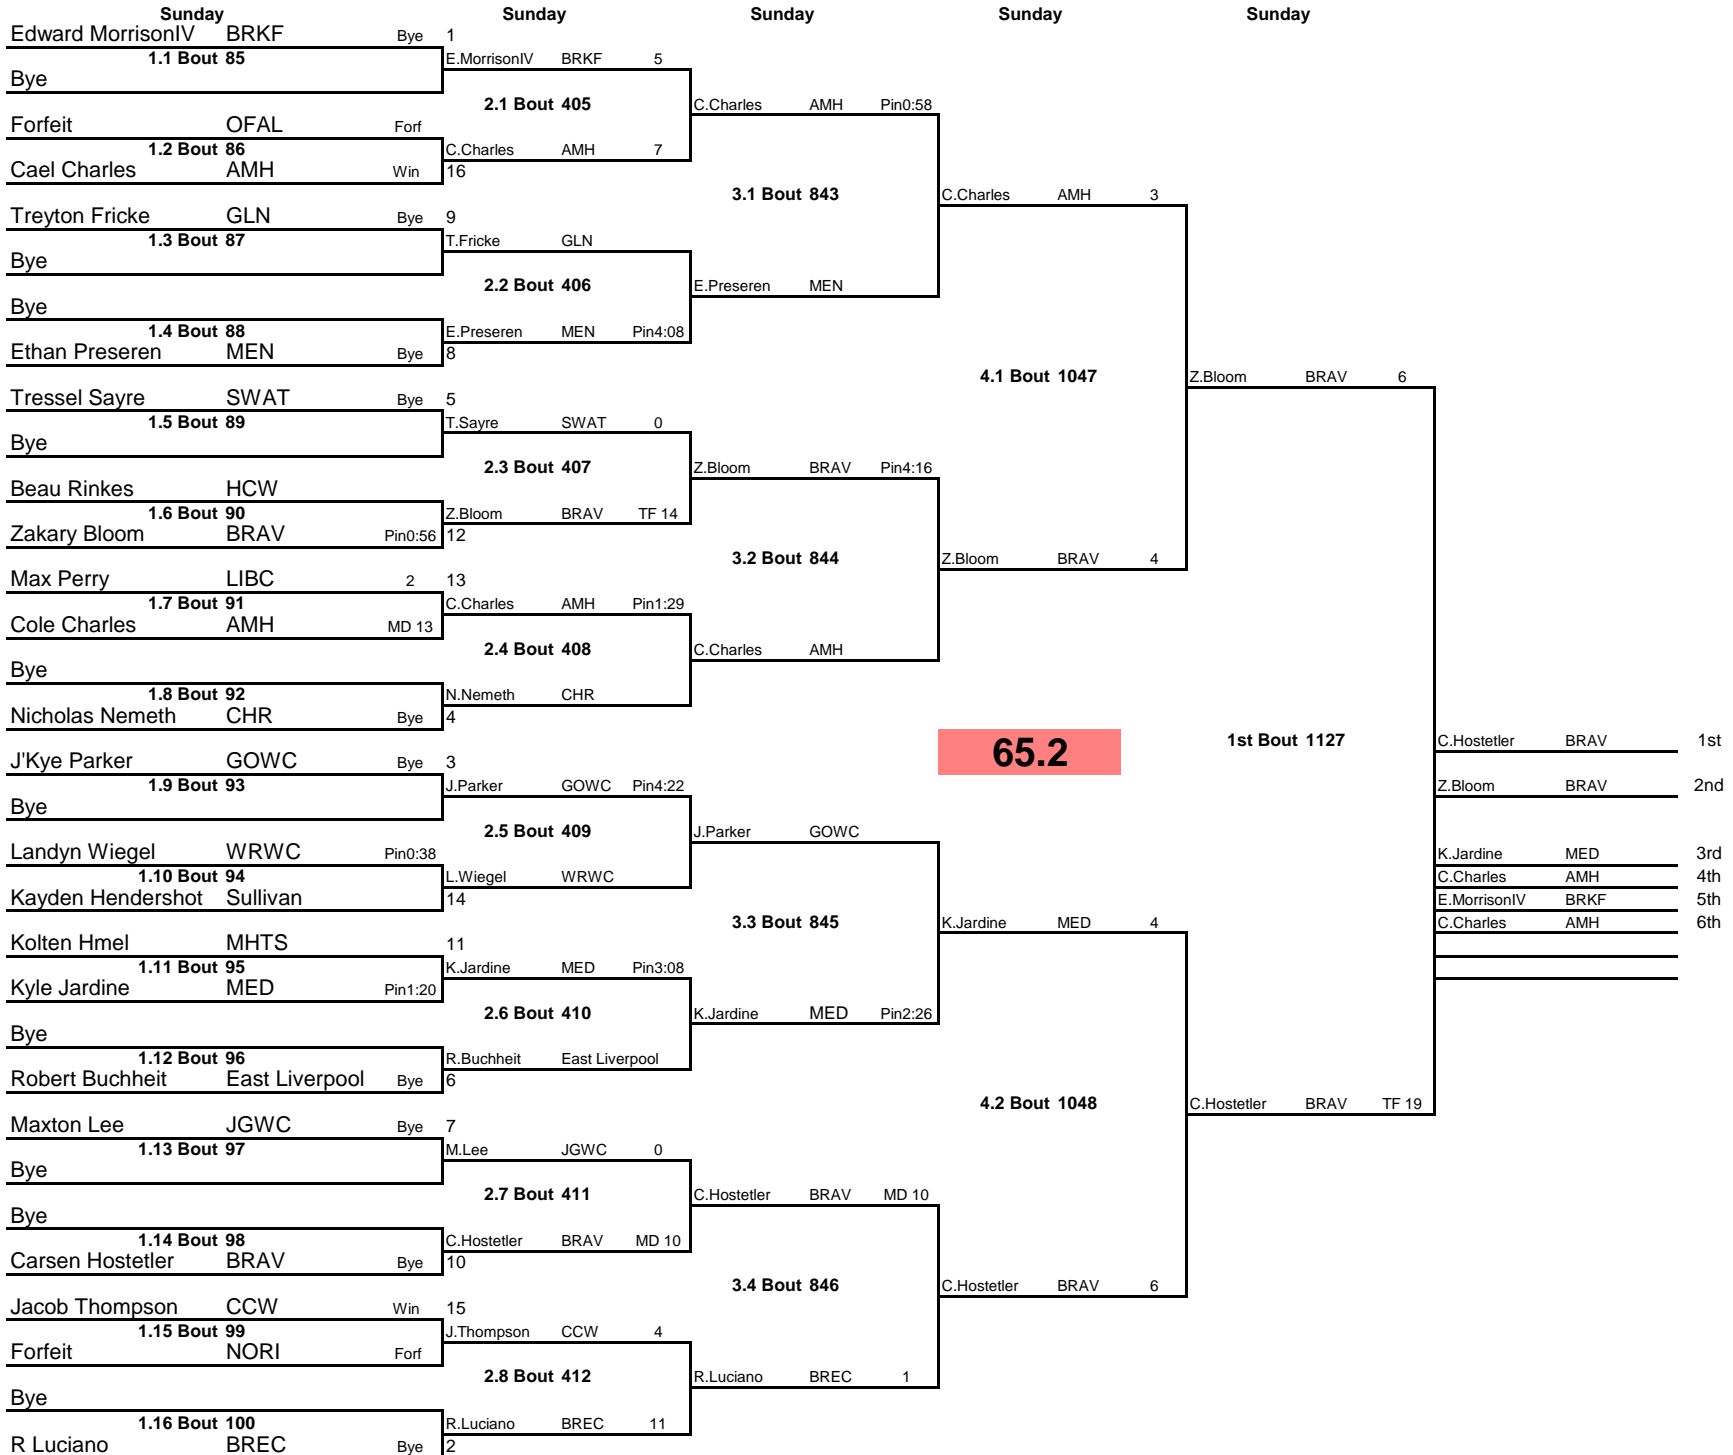 Sunday Sunday Sunday Sunday Sunday
Edward MorrisonIV BRKF Bye 1
1.1 Bout 85
E.MorrisonIV BRKF 5
Bye
2.1 Bout 405
C.Charles AMH Pin0:58
Forfeit OFAL Forf
1.2 Bout 86
C.Charles AMH 7
Cael Charles AMH Win 16
3.1 Bout 843
C.Charles AMH 3
Treyton Fricke GLN Bye 9
1.3 Bout 87
T.Fricke GLN
Bye
2.2 Bout 406
E.Preseren MEN
Bye
1.4 Bout 88
E.Preseren MEN Pin4:08
Ethan Preseren MEN Bye 8
4.1 Bout 1047
Z.Bloom BRAV 6
Tressel Sayre SWAT Bye 5
1.5 Bout 89
T.Sayre SWAT 0
Bye
2.3 Bout 407
Z.Bloom BRAV Pin4:16
Beau Rinkes HCW
1.6 Bout 90
Z.Bloom BRAV TF 14
Zakary Bloom BRAV Pin0:56 12
3.2 Bout 844
Z.Bloom BRAV 4
Max Perry LIBC 2 13
1.7 Bout 91
C.Charles AMH Pin1:29
Cole Charles AMH MD 13
2.4 Bout 408
C.Charles AMH
Bye
1.8 Bout 92
N.Nemeth CHR
Nicholas Nemeth CHR Bye 4
65.2
1st Bout 1127
C.Hostetler BRAV 1st
J'Kye Parker GOWC Bye 3
1.9 Bout 93
J.Parker GOWC Pin4:22
Z.Bloom BRAV 2nd
Bye
2.5 Bout 409
J.Parker GOWC
Landyn Wiegel WRWC Pin0:38
K.Jardine MED 3rd
1.10 Bout 94
L.Wiegel WRWC
C.Charles AMH 4th
Kayden Hendershot Sullivan 14
E.MorrisonIV BRKF 5th
3.3 Bout 845
K.Jardine MED 4
C.Charles AMH 6th
Kolten Hmel MHTS 11
1.11 Bout 95
K.Jardine MED Pin3:08
Kyle Jardine MED Pin1:20
2.6 Bout 410
K.Jardine MED Pin2:26
Bye
1.12 Bout 96
R.Buchheit East Liverpool
Robert Buchheit East Liverpool Bye 6
4.2 Bout 1048
C.Hostetler BRAV TF 19
Maxton Lee JGWC Bye 7
1.13 Bout 97
M.Lee JGWC 0
Bye
2.7 Bout 411
C.Hostetler BRAV MD 10
Bye
1.14 Bout 98
C.Hostetler BRAV MD 10
Carsen Hostetler BRAV Bye 10
3.4 Bout 846
C.Hostetler BRAV 6
Jacob Thompson CCW Win 15
1.15 Bout 99
J.Thompson CCW 4
Forfeit NORI Forf
2.8 Bout 412
R.Luciano BREC 1
Bye
1.16 Bout 100
R.Luciano BREC 11
R Luciano BREC Bye 2